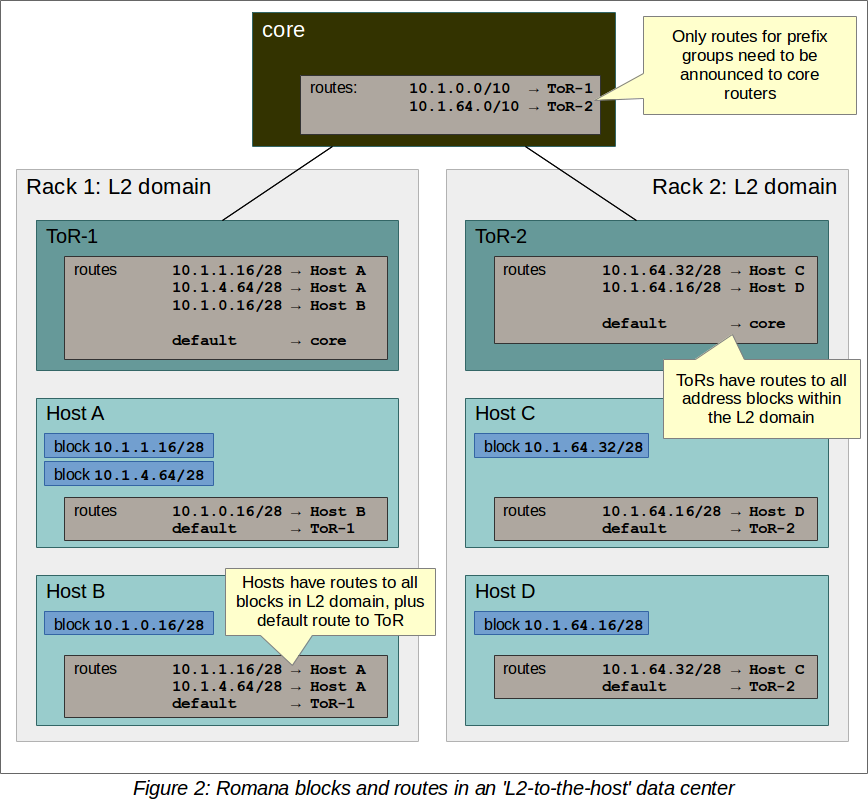 core
routes: 10.1.0.0/10 → ToR-1
10.1.64.0/10 → ToR-2
Only routes for prefix
groups need to be
announced to core
routers
Rack 1: L2 domain
ToR-1
routes 10.1.1.16/28 → Host A
10.1.4.64/28 → Host A
10.1.0.16/28 → Host B
default → core
Host A
block 10.1.1.16/28
block 10.1.4.64/28
routes 10.1.0.16/28 → Host B
default → ToR-1
Host B
block 10.1.0.16/28
Hosts have routes to all
blocks in L2 domain, plus
default route to ToR
routes 10.1.1.16/28 → Host A
10.1.4.64/28 → Host A
default → ToR-1
Rack 2: L2 domain
ToR-2
routes 10.1.64.32/28 → Host C
10.1.64.16/28 → Host D
default → core
ToRs have routes to all
address blocks within
the L2 domain
Host C
block 10.1.64.32/28
routes 10.1.64.16/28 → Host D
default → ToR-2
Host D
block 10.1.64.16/28
routes 10.1.64.32/28 → Host C
default → ToR-2
Figure 2: Romana blocks and routes in an 'L2-to-the-host' data center